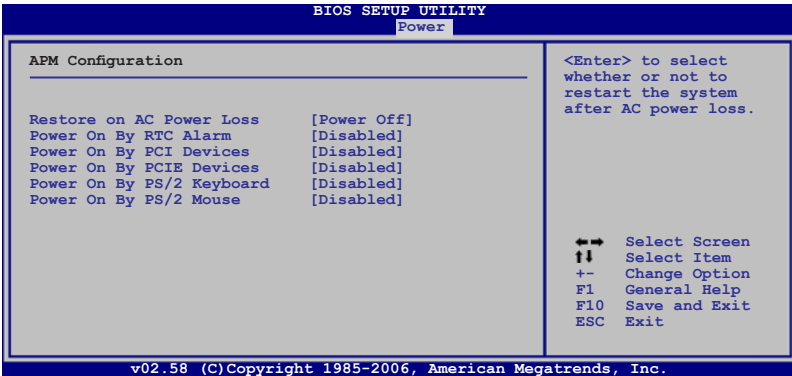 BIOS SETUP UTILITY
Power
APM Configuration
Restore on AC Power Loss [Power Off]
Power On By RTC Alarm [Disabled]
Power On By PCI Devices [Disabled]
Power On By PCIE Devices [Disabled]
Power On By PS/2 Keyboard [Disabled]
Power On By PS/2 Mouse [Disabled]
<Enter> to select
whether or not to
restart the system
after AC power loss.
←→ Select Screen
↑↓ Select Item
+- Change Option
F1 General Help
F10 Save and Exit
ESC Exit
v02.58 (C)Copyright 1985-2006, American Megatrends, Inc.